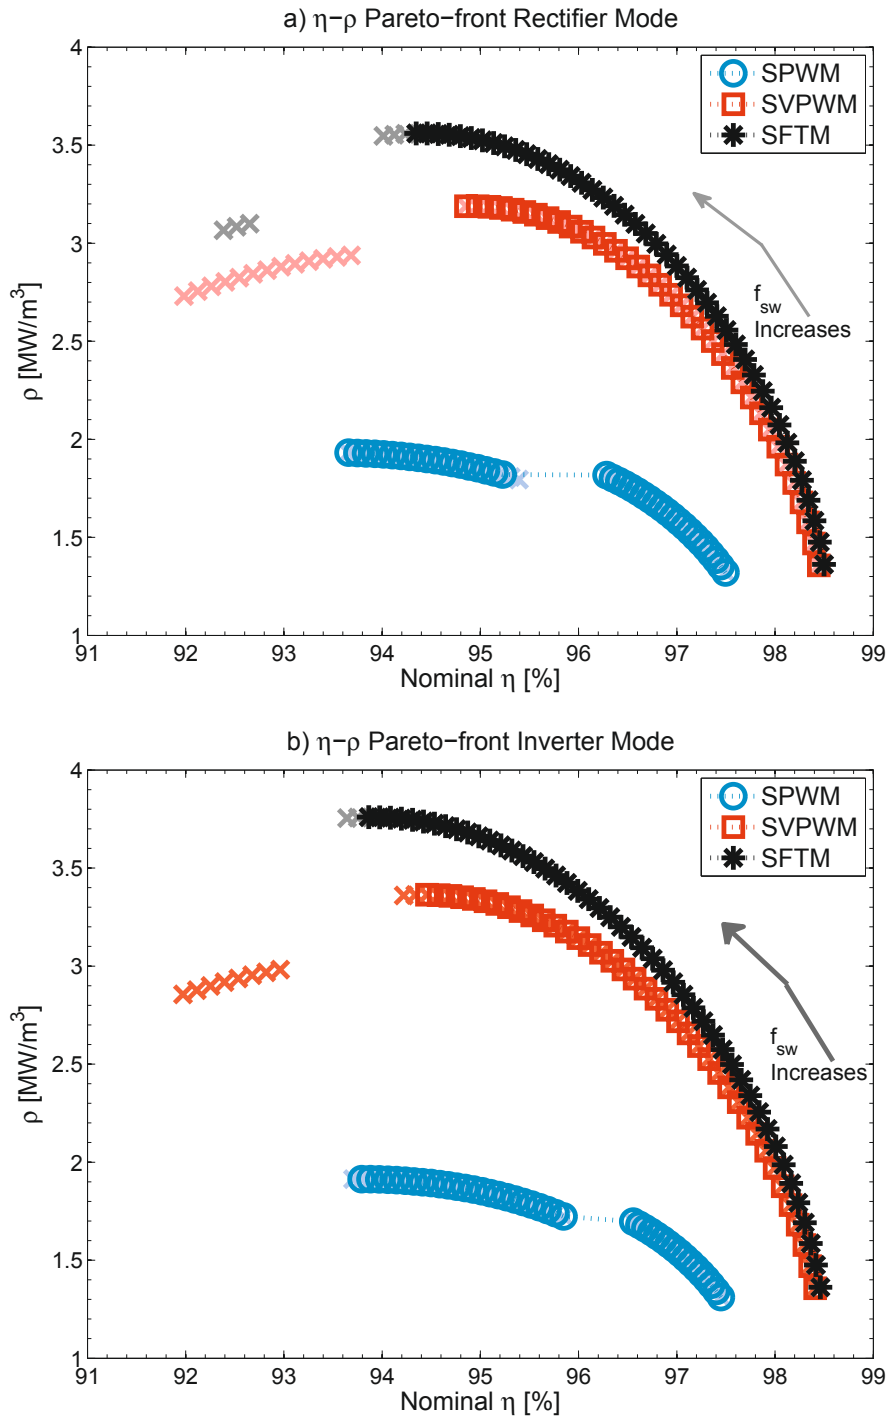 a) η−ρ Pareto−front Rectifier Mode
4
3.5
3
2.5
2
1.5
1
ρ [MW/m³]
SPWM
SVPWM
SFTM
f_sw
Increases
91 92 93 94 95 96 97 98 99
Nominal η [%]
b) η−ρ Pareto−front Inverter Mode
4
3.5
3
2.5
2
1.5
1
ρ [MW/m³]
SPWM
SVPWM
SFTM
f_sw
Increases
91 92 93 94 95 96 97 98 99
Nominal η [%]